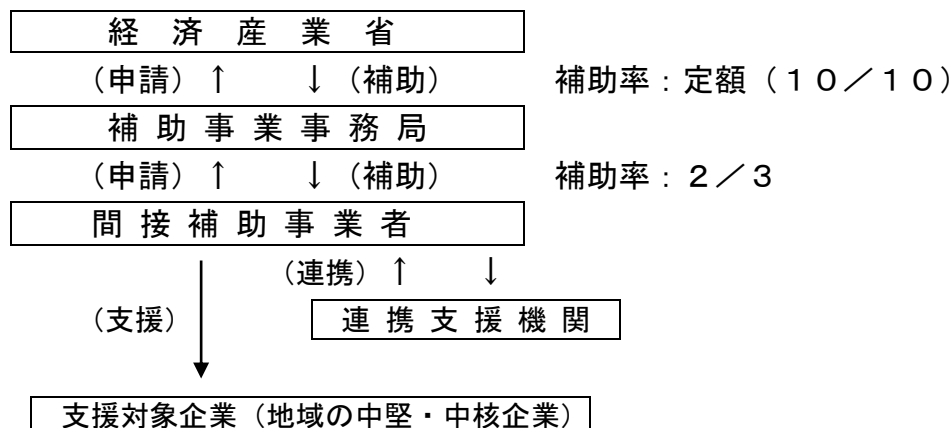 経 済 産 業 省
（申請）↑ ↓（補助） 補助率：定額（１０／１０）
補 助 事 業 事 務 局
（申請）↑ ↓（補助） 補助率：２／３
間 接 補 助 事 業 者
（連携）↑ ↓
（支援） 連 携 支 援 機 関
支援対象企業（地域の中堅・中核企業）